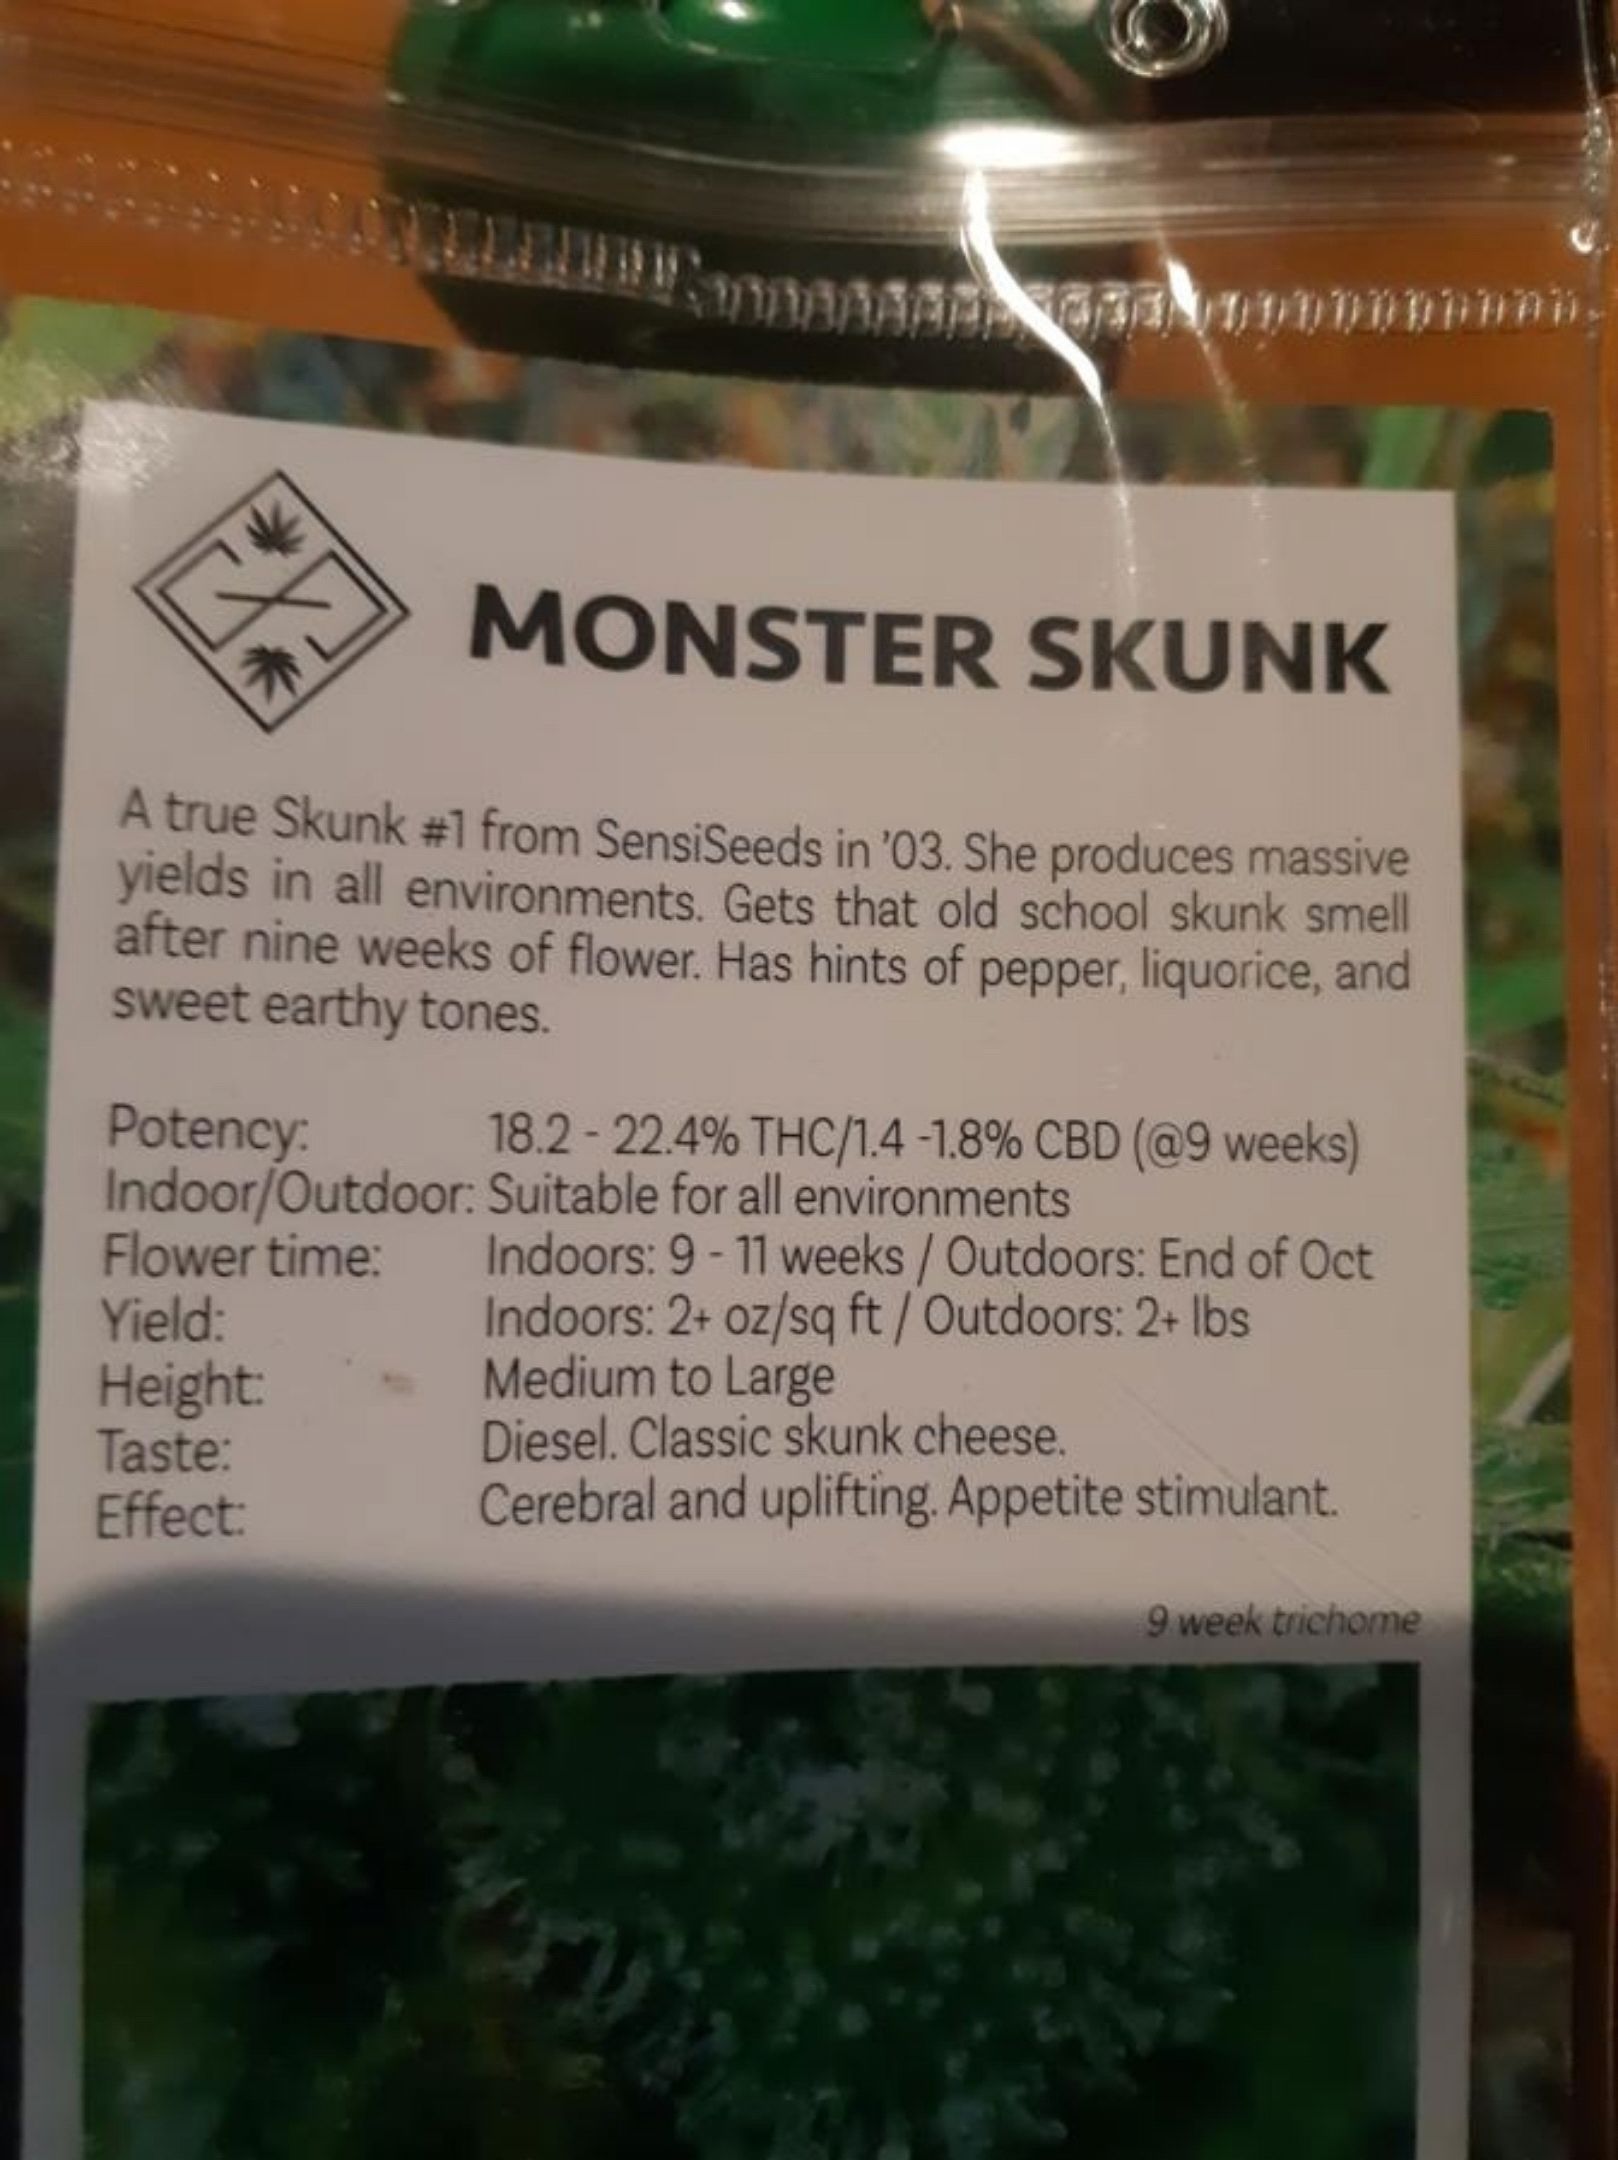 MONSTER SKUNK
A true Skunk #1 from SensiSeeds in '03. She produces massive
yields in all environments. Gets that old school skunk smell
after nine weeks of flower. Has hints of pepper, liquorice, and
sweet earthy tones.
Potency: 18.2 - 22.4% THC/1.4 -1.8% CBD (@9 weeks)
Indoor/Outdoor: Suitable for all environments
Flower time: Indoors: 9 - 11 weeks / Outdoors: End of Oct
Yield: Indoors: 2+ oz/sq ft / Outdoors: 2+ lbs
Height: Medium to Large
Taste: Diesel. Classic skunk cheese.
Effect: Cerebral and uplifting. Appetite stimulant.
9 week trichome